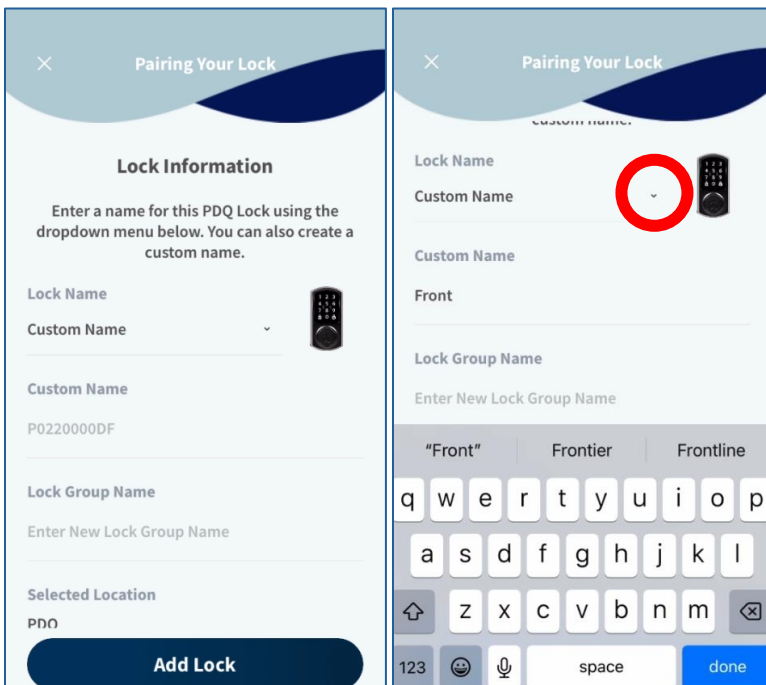 Pairing Your Lock
Lock Information
Enter a name for this PDQ Lock using the
dropdown menu below. You can also create a
custom name.
Lock Name
Custom Name
Custom Name
P0220000DF
Lock Group Name
Enter New Lock Group Name
Selected Location
PDQ
Add Lock
Pairing Your Lock
custom name.
Lock Name
Custom Name
Custom Name
Front
Lock Group Name
Enter New Lock Group Name
“Front” Frontier Frontline
q w e r t y u i o p
a s d f g h j k l
z x c v b n m
123 space done